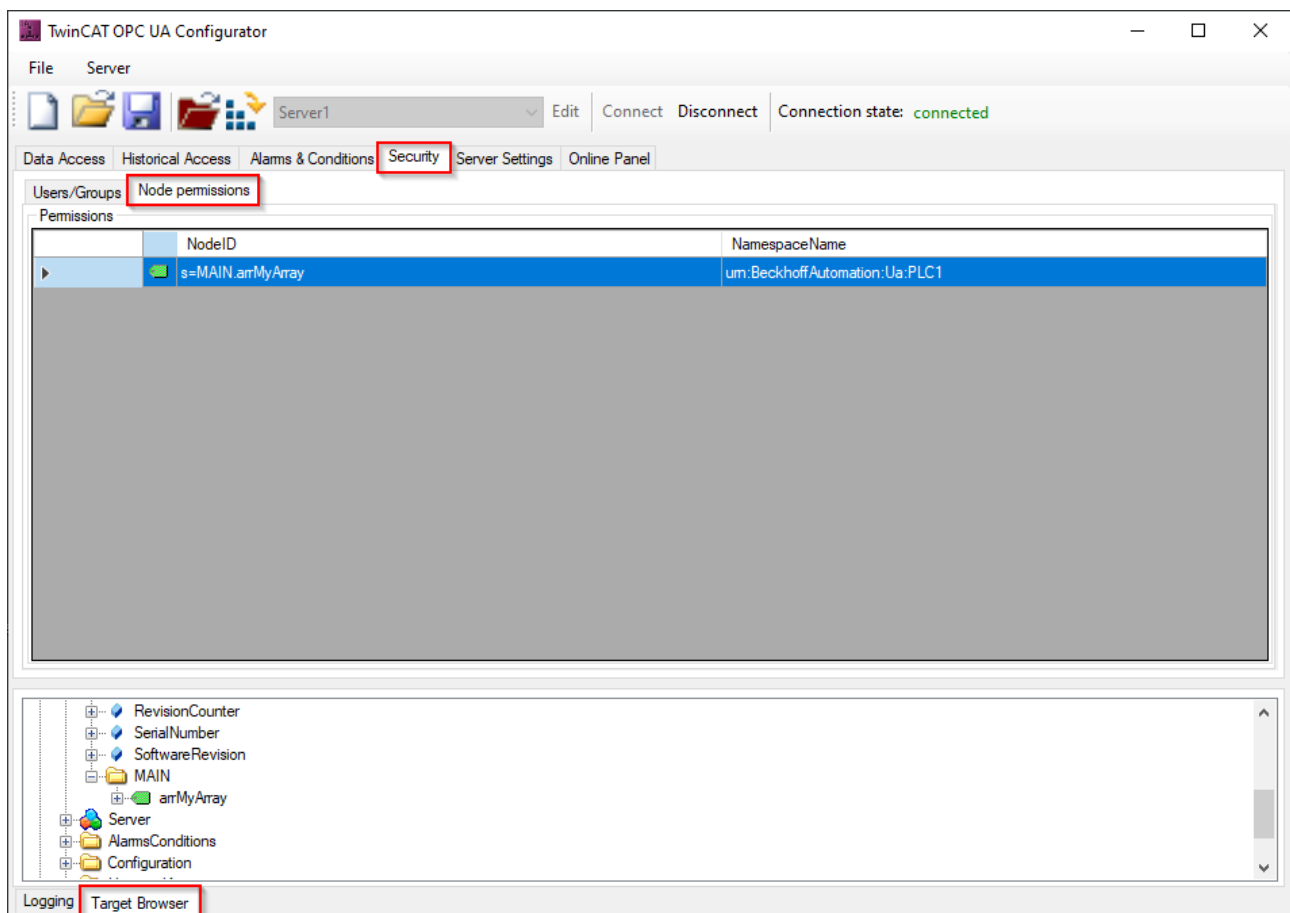 TwinCAT OPC UA Configurator
File Server
Server1 Edit Connect Disconnect Connection state: connected
Data Access Historical Access Alarms & Conditions Security Server Settings Online Panel
Users/Groups Node permissions
Permissions
NodeID NamespaceName
s=MAIN.arrMyArray urn:BeckhoffAutomation:Ua:PLC1
RevisionCounter
SerialNumber
SoftwareRevision
MAIN
arrMyArray
Server
AlarmsConditions
Configuration
Logging Target Browser